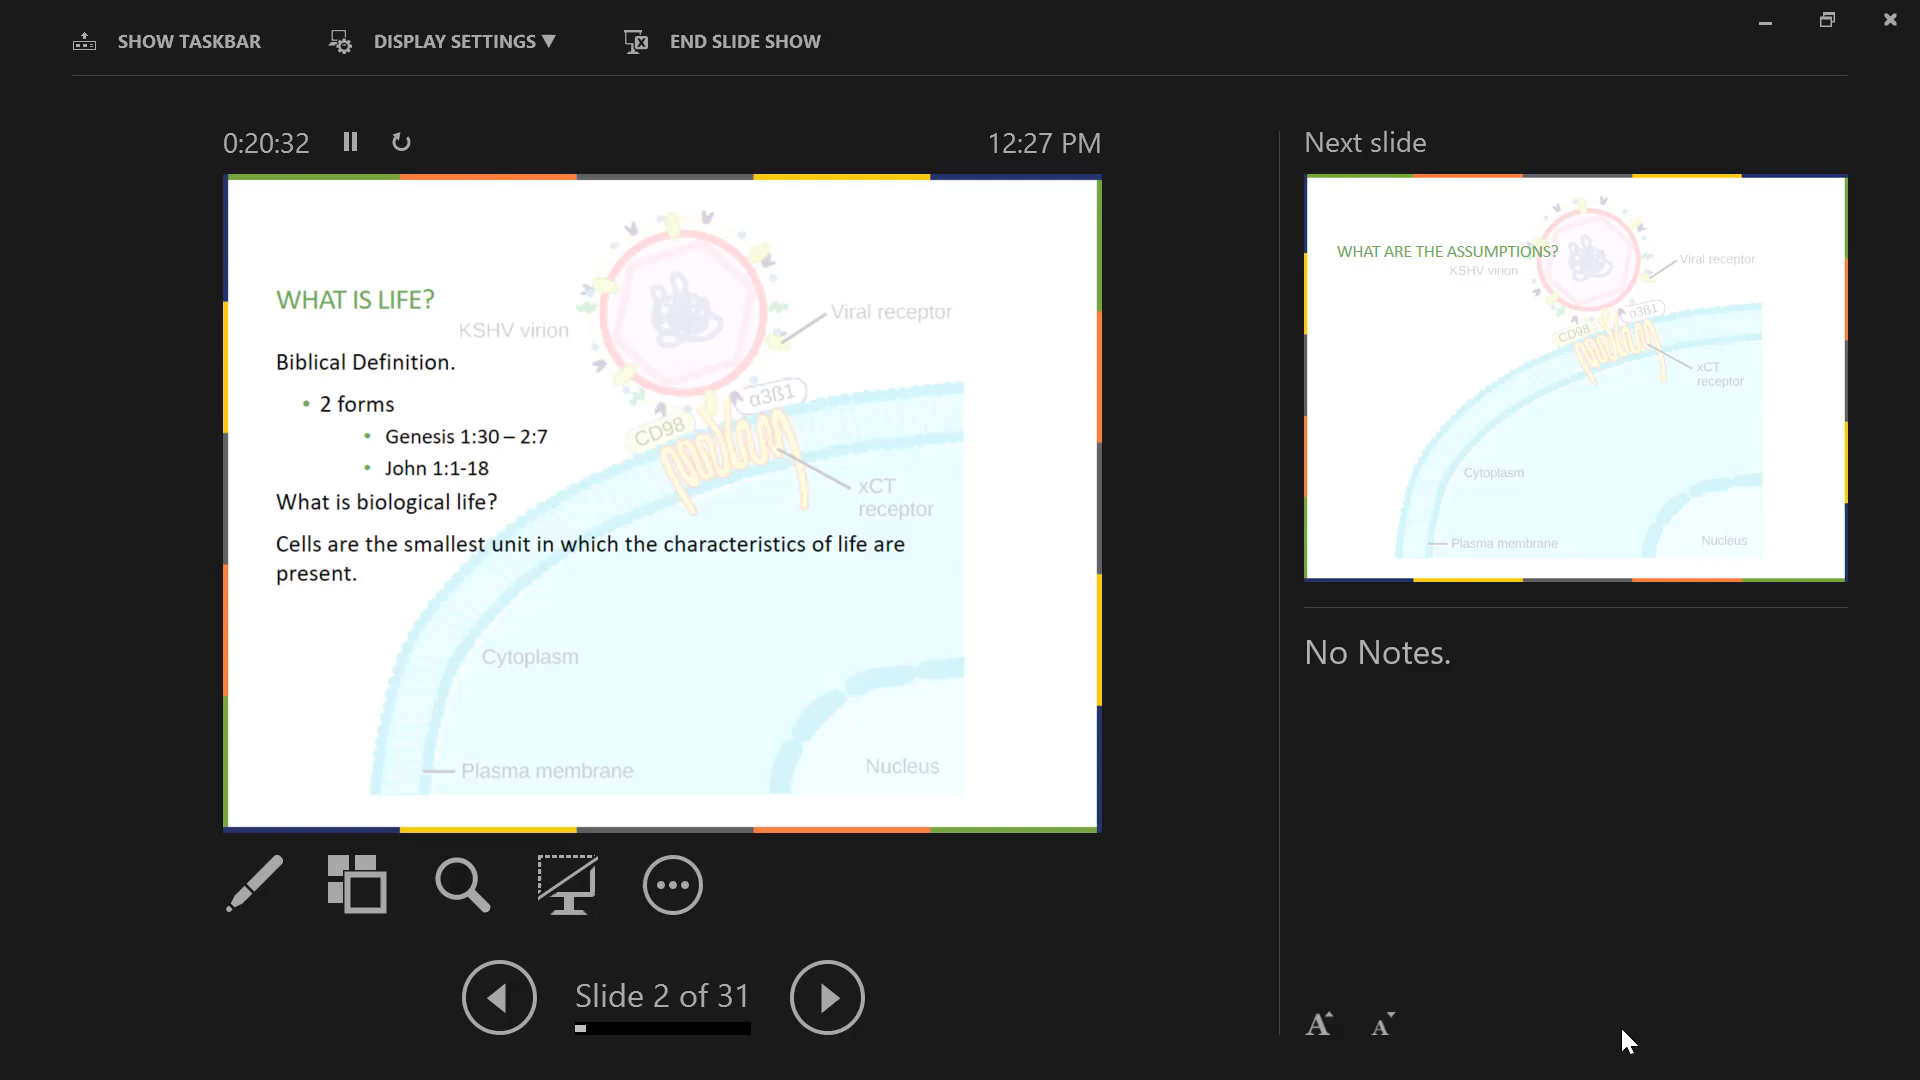 SHOW TASKBAR
DISPLAY SETTINGS ▼
END SLIDE SHOW
0:20:32
12:27 PM
WHAT IS LIFE?
KSHV virion
Viral receptor
Biblical Definition.
• 2 forms
• Genesis 1:30 – 2:7
• John 1:1-18
α3ß1
CD98
xCT
receptor
What is biological life?
Cells are the smallest unit in which the characteristics of life are
present.
Cytoplasm
Plasma membrane
Nucleus
Slide 2 of 31
Next slide
WHAT ARE THE ASSUMPTIONS?
KSHV virion
Viral receptor
α3ß1
CD98
xCT
receptor
Cytoplasm
Plasma membrane
Nucleus
No Notes.
A A